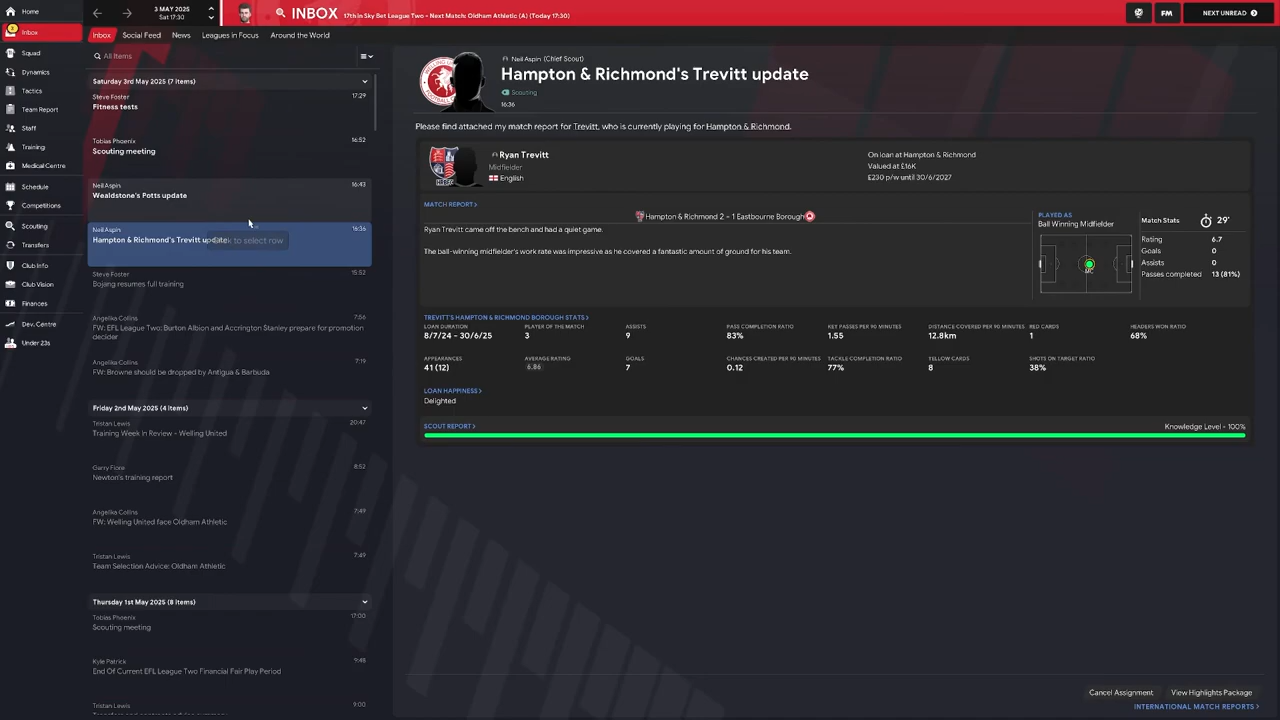 Home
3 MAY 2025
Sat 17:30
INBOX
17th in Sky Bet League Two - Next Match: Oldham Athletic (A) (Today 17:30)
FM
NEXT UNREAD
Inbox
Squad
Dynamics
Tactics
Team Report
Staff
Training
Medical Centre
Schedule
Competitions
Scouting
Transfers
Club Info
Club Vision
Finances
Dev. Centre
Under 23s
Inbox
Social Feed
News
Leagues in Focus
Around the World
All Items
Saturday 3rd May 2025 (7 items)
Steve Foster
17:29
Fitness tests
Tobias Phoenix
16:52
Scouting meeting
Neil Aspin
16:43
Wealdstone's Potts update
Neil Aspin
16:36
Hampton & Richmond's Trevitt update
to select row
Steve Foster
15:52
Bojang resumes full training
Angelika Collins
7:56
FW: EFL League Two: Burton Albion and Accrington Stanley prepare for promotion
decider
Angelika Collins
7:19
FW: Browne should be dropped by Antigua & Barbuda
Friday 2nd May 2025 (4 items)
Tristan Lewis
20:47
Training Week In Review - Welling United
Garry Fiore
8:52
Newton's training report
Angelika Collins
7:49
FW: Welling United face Oldham Athletic
Tristan Lewis
7:49
Team Selection Advice: Oldham Athletic
Thursday 1st May 2025 (8 items)
Tobias Phoenix
17:00
Scouting meeting
Kyle Patrick
9:48
End Of Current EFL League Two Financial Fair Play Period
Tristan Lewis
9:00
Neil Aspin (Chief Scout)
Hampton & Richmond's Trevitt update
Scouting
16:36
Please find attached my match report for Trevitt, who is currently playing for Hampton & Richmond.
Ryan Trevitt
Midfielder
English
On loan at Hampton & Richmond
Valued at £16K
£230 p/w until 30/6/2027
MATCH REPORT >
Hampton & Richmond 2 - 1 Eastbourne Borough
Ryan Trevitt came off the bench and had a quiet game.
The ball-winning midfielder's work rate was impressive as he covered a fantastic amount of ground for his team.
PLAYED AS
Ball Winning Midfielder
MC
Match Stats
29'
Rating
6.7
Goals
0
Assists
0
Passes completed
13 (81%)
TREVITT'S HAMPTON & RICHMOND BOROUGH STATS >
LOAN DURATION
8/7/24 - 30/6/25
PLAYER OF THE MATCH
3
ASSISTS
9
PASS COMPLETION RATIO
83%
KEY PASSES PER 90 MINUTES
1.55
DISTANCE COVERED PER 90 MINUTES
12.8km
RED CARDS
1
HEADERS WON RATIO
68%
APPEARANCES
41 (12)
AVERAGE RATING
6.86
GOALS
7
CHANCES CREATED PER 90 MINUTES
0.12
TACKLE COMPLETION RATIO
77%
YELLOW CARDS
8
SHOTS ON TARGET RATIO
38%
LOAN HAPPINESS >
Delighted
SCOUT REPORT >
Knowledge Level - 100%
Cancel Assignment
View Highlights Package
INTERNATIONAL MATCH REPORTS >